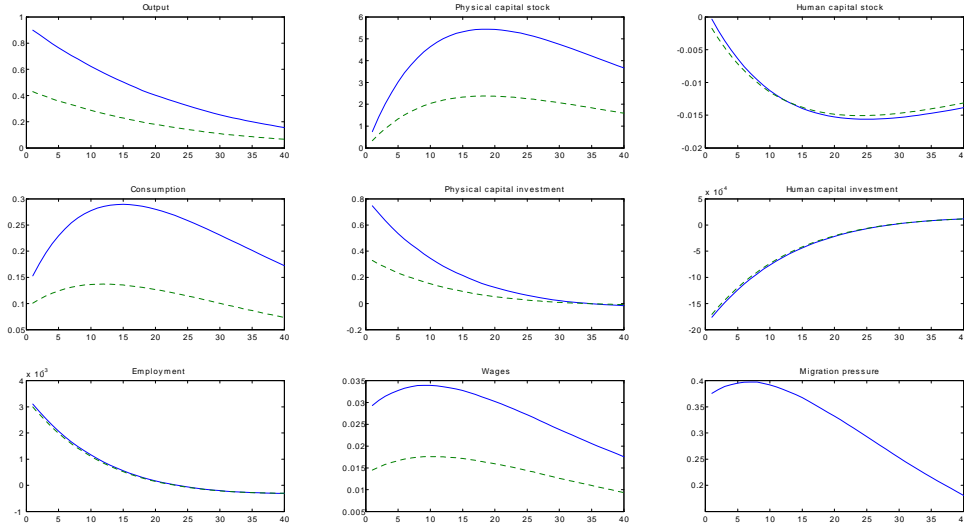 Output
Physical capital stock
Human capital stock
1
0.8
0.6
0.4
0.2
0
0 5 10 15 20 25 30 35 40
6
5
4
3
2
1
0
0 5 10 15 20 25 30 35 40
0
-0.005
-0.01
-0.015
-0.02
0 5 10 15 20 25 30 35 4
Consumption
Physical capital investment
x 10-4
Human capital investment
0.3
0.25
0.2
0.15
0.1
0.05
0 5 10 15 20 25 30 35 40
0.8
0.6
0.4
0.2
0
-0.2
0 5 10 15 20 25 30 35 40
5
0
-5
-10
-15
-20
0 5 10 15 20 25 30 35 4
x 10-3
Employment
Wages
Migration pressure
4
3
2
1
0
-1
0 5 10 15 20 25 30 35 40
0.035
0.03
0.025
0.02
0.015
0.01
0.005
0 5 10 15 20 25 30 35 40
0.4
0.35
0.3
0.25
0.2
0 5 10 15 20 25 30 35 4